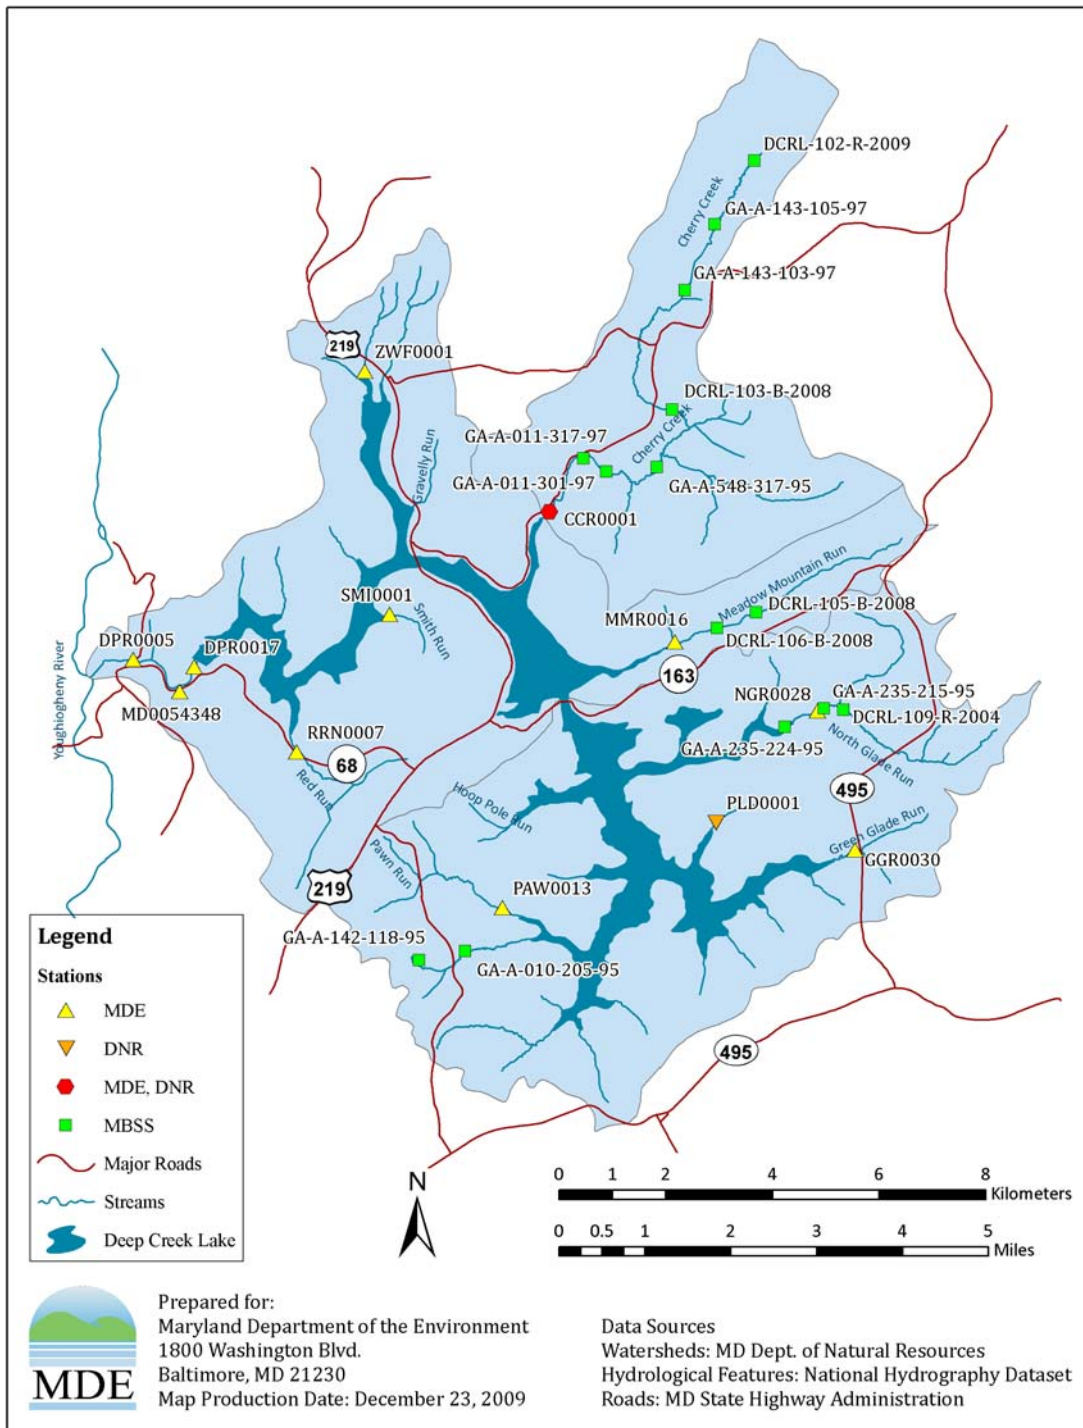 DCRL-102-R-2009
Cherry Creek
GA-A-143-105-97
GA-A-143-103-97
219
ZWF0001
DCRL-103-B-2008
Cherry Creek
GA-A-011-317-97
Gravelly Run
GA-A-011-301-97
GA-A-548-317-95
CCR0001
Meadow Mountain Run
SMI0001
Smith Run
MMR0016
DCRL-105-B-2008
DCRL-106-B-2008
DPR0005
DPR0017
163
Youghiogheny River
MD0054348
NGR0028
GA-A-235-215-95
DCRL-109-R-2004
GA-A-235-224-95
North Glade Run
RRN0007
68
Red Run
Hoop Pole Run
495
PLD0001
Green Glade Run
GGR0030
Pawn Run
219
PAW0013
GA-A-142-118-95
GA-A-010-205-95
495
Legend
Stations
MDE
DNR
MDE, DNR
MBSS
Major Roads
Streams
Deep Creek Lake
N
0 1 2 4 6 8
Kilometers
0 0.5 1 2 3 4 5
Miles
MDE
Prepared for:
Maryland Department of the Environment
1800 Washington Blvd.
Baltimore, MD 21230
Map Production Date: December 23, 2009
Data Sources
Watersheds: MD Dept. of Natural Resources
Hydrological Features: National Hydrography Dataset
Roads: MD State Highway Administration